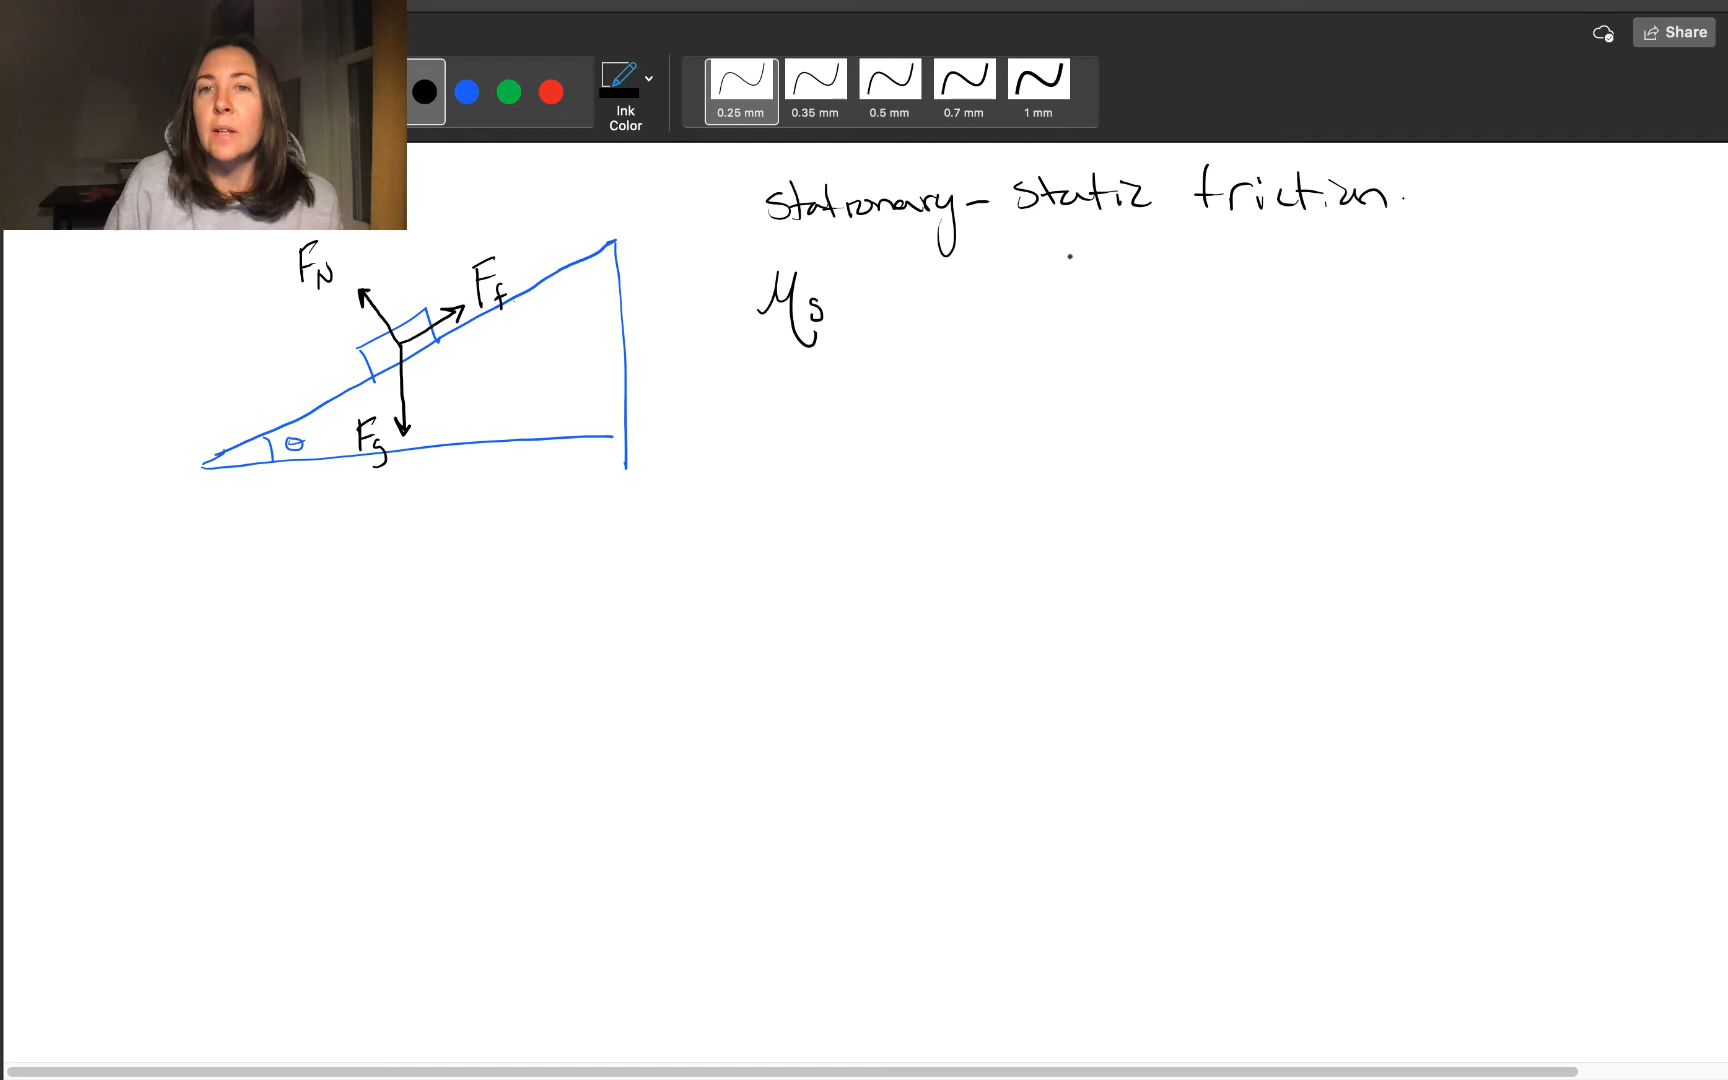 Share
Ink
Color
0.25 mm 0.35 mm 0.5 mm 0.7 mm 1 mm
stationary - static friction.
μs
FN
Ff
Fg
θ